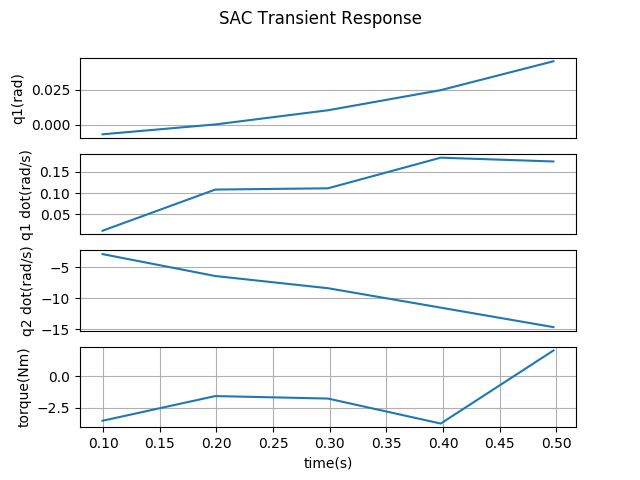 SAC Transient Response
q1(rad)
0.025
0.000
q1 dot(rad/s)
0.15
0.10
0.05
q2 dot(rad/s)
−5
−10
−15
torque(Nm)
0.0
−2.5
0.10 0.15 0.20 0.25 0.30 0.35 0.40 0.45 0.50
time(s)